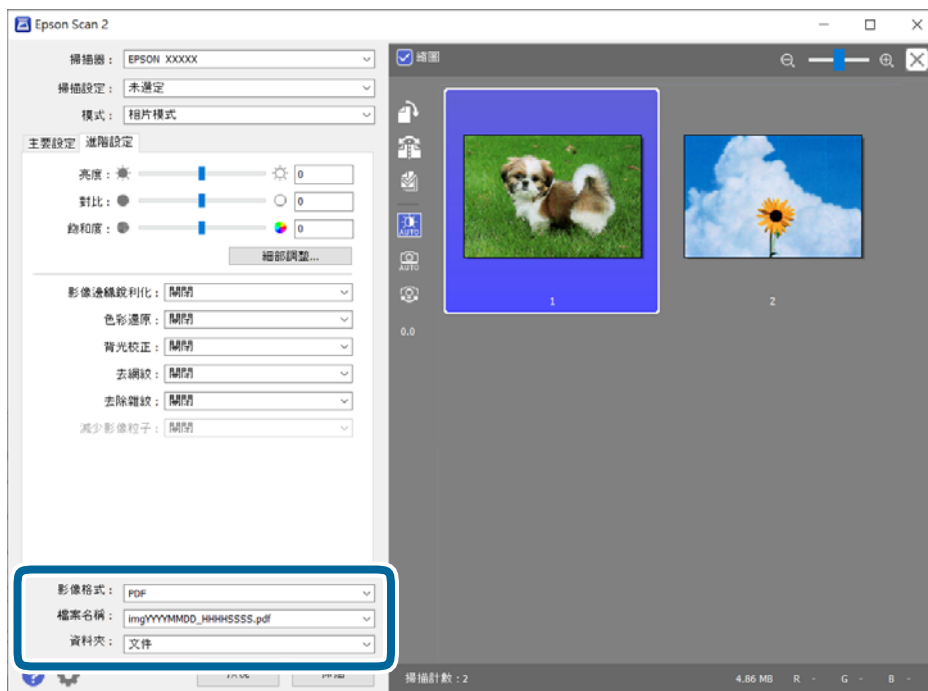 Epson Scan 2
掃描器： EPSON XXXXX
掃描設定： 未選定
模式： 相片模式
主要設定 進階設定
亮度： 0
對比： 0
飽和度： 0
細部調整...
影像邊緣銳利化： 關閉
色彩還原： 關閉
背光校正： 關閉
去網紋： 關閉
去除雜紋： 關閉
減少影像粒子： 關閉
影像格式： PDF
檔案名稱： imgYYYYMMDD_HHHHSSSS.pdf
資料夾： 文件
縮圖
AUTO
AUTO
0.0
1
2
掃描計數：2 4.86 MB R - G - B -